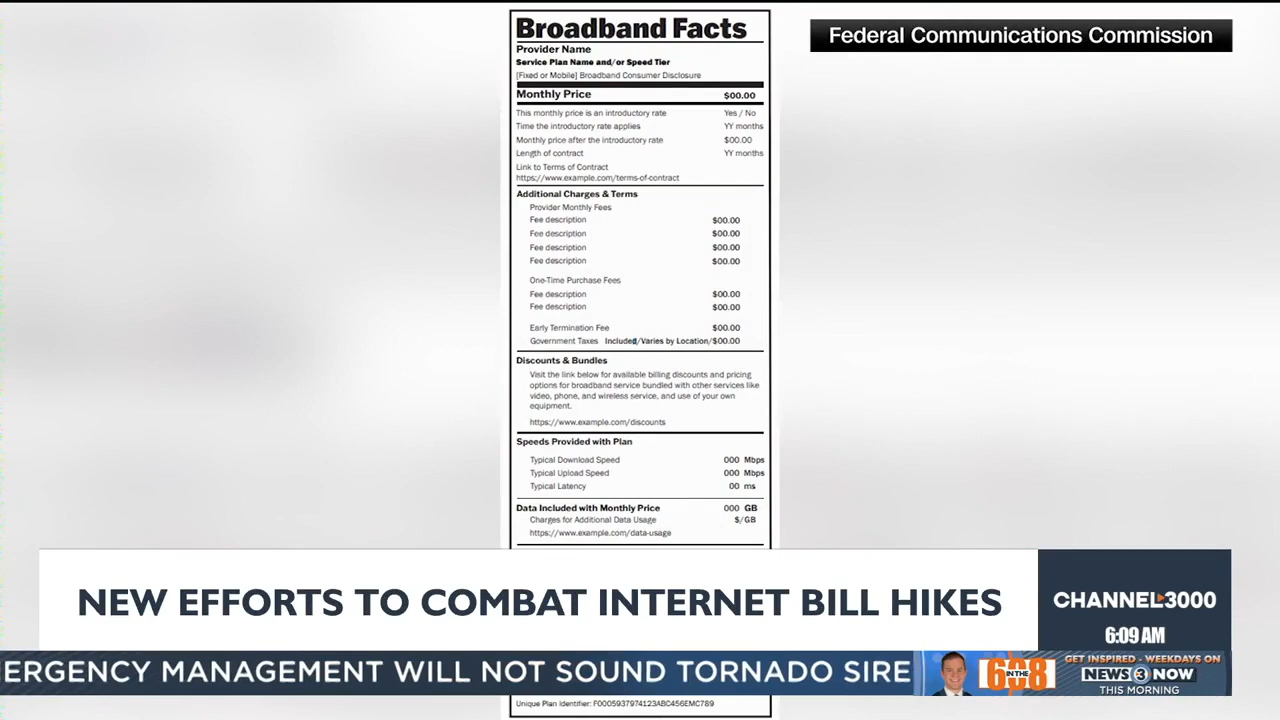 Broadband Facts
Federal Communications Commission
Provider Name
Service Plan Name and/or Speed Tier
[Fixed or Mobile] Broadband Consumer Disclosure
Monthly Price $00.00
This monthly price is an introductory rate Yes / No
Time the introductory rate applies YY months
Monthly price after the introductory rate $00.00
Length of contract YY months
Link to Terms of Contract
https://www.example.com/terms-of-contract
Additional Charges & Terms
Provider Monthly Fees
Fee description $00.00
Fee description $00.00
Fee description $00.00
Fee description $00.00
One-Time Purchase Fees
Fee description $00.00
Fee description $00.00
Early Termination Fee $00.00
Government Taxes Included/Varies by Location/$00.00
Discounts & Bundles
Visit the link below for available billing discounts and pricing
options for broadband service bundled with other services like
video, phone, and wireless service, and use of your own
equipment.
https://www.example.com/discounts
Speeds Provided with Plan
Typical Download Speed 000 Mbps
Typical Upload Speed 000 Mbps
Typical Latency 00 ms
Data Included with Monthly Price 000 GB
Charges for Additional Data Usage $/GB
https://www.example.com/data-usage
NEW EFFORTS TO COMBAT INTERNET BILL HIKES
CHANNEL3000
6:09 AM
ERGENCY MANAGEMENT WILL NOT SOUND TORNADO SIRE
IN THE 608
GET INSPIRED - WEEKDAYS ON
NEWS 3 NOW
THIS MORNING
Unique Plan Identifier: F0005937974123ABC456EMC789